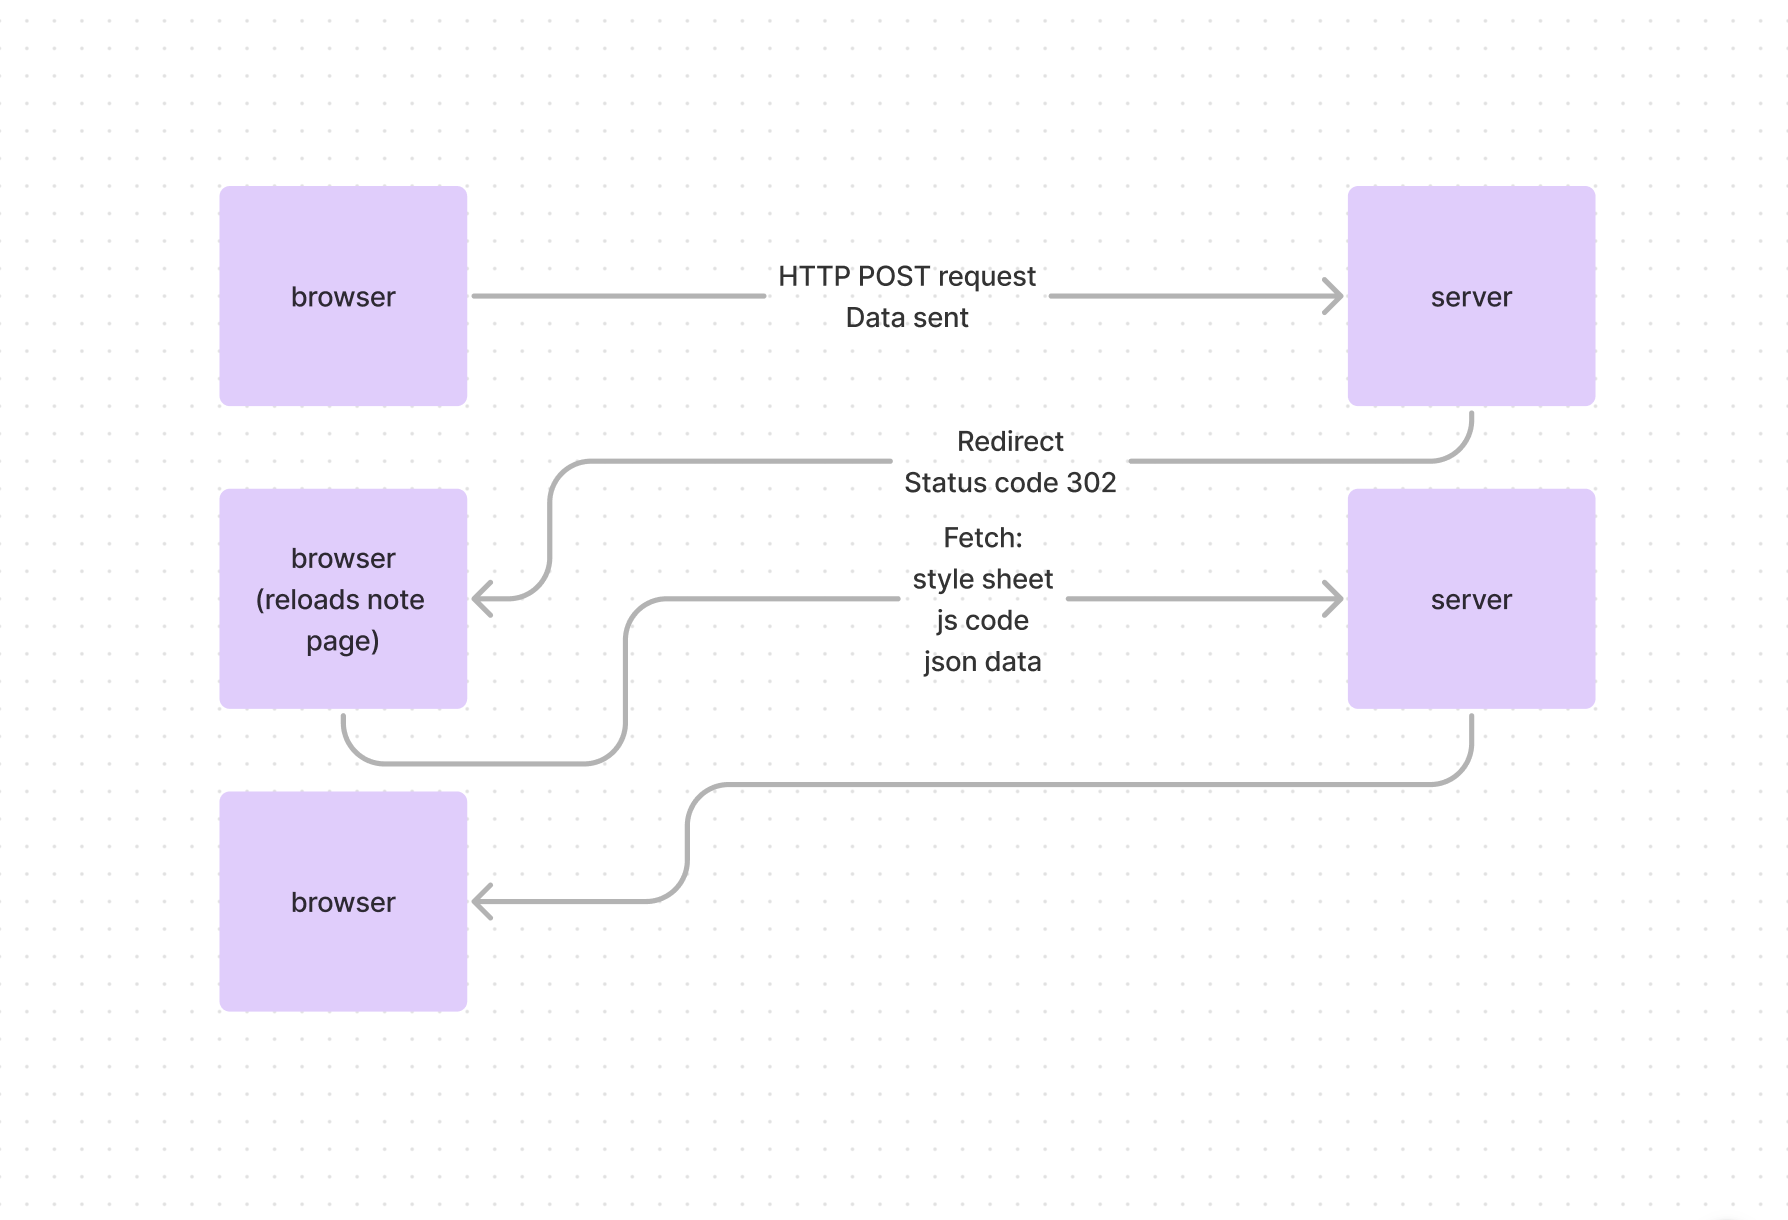 browser
HTTP POST request
Data sent
server
Redirect
Status code 302
browser
(reloads note
page)
Fetch:
style sheet
js code
json data
server
browser